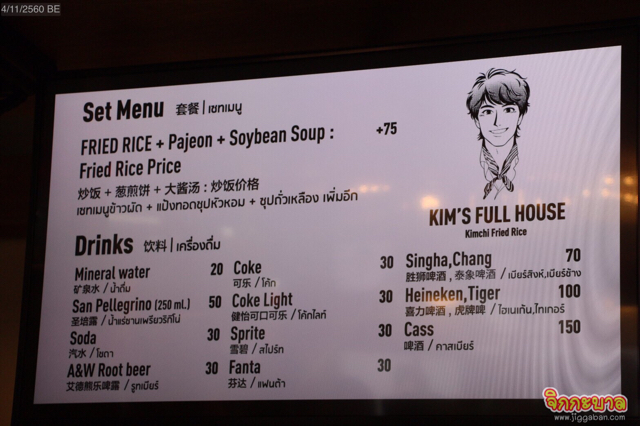 4/11/2560 BE
Set Menu 套餐 | เซทเมนู
FRIED RICE + Pajeon + Soybean Soup : +75
Fried Rice Price
炒饭 + 葱煎饼 + 大酱汤 : 炒饭价格
เซทเมนูข้าวผัด + แป้งทอดซุปหัวหอม + ซุปถั่วเหลือง เพิ่มอีก
KIM'S FULL HOUSE
Kimchi Fried Rice
Drinks 饮料 | เครื่องดื่ม
Mineral water 20
矿泉水 / น้ำดื่ม
San Pellegrino (250 ml.) 50
圣培露 / น้ำแร่ซานเพรียวริกีโน่
Soda 30
汽水 / โซดา
A&W Root beer 30
艾德熊乐啤露 / รูทเบียร์
Coke 30
可乐 / โค้ก
Coke Light 30
健怡可口可乐 / โค้กไลท์
Sprite 30
雪碧 / สไปร์ท
Fanta 30
芬达 / แฟนต้า
Singha,Chang 70
胜狮啤酒 , 泰象啤酒 / เบียร์สิงห์,เบียร์ช้าง
Heineken,Tiger 100
喜力啤酒 , 虎牌啤 / ไฮเนเก้น,ไทเกอร์
Cass 150
啤酒 / คาสเบียร์
จิกกะบาล
www.jiggaban.com